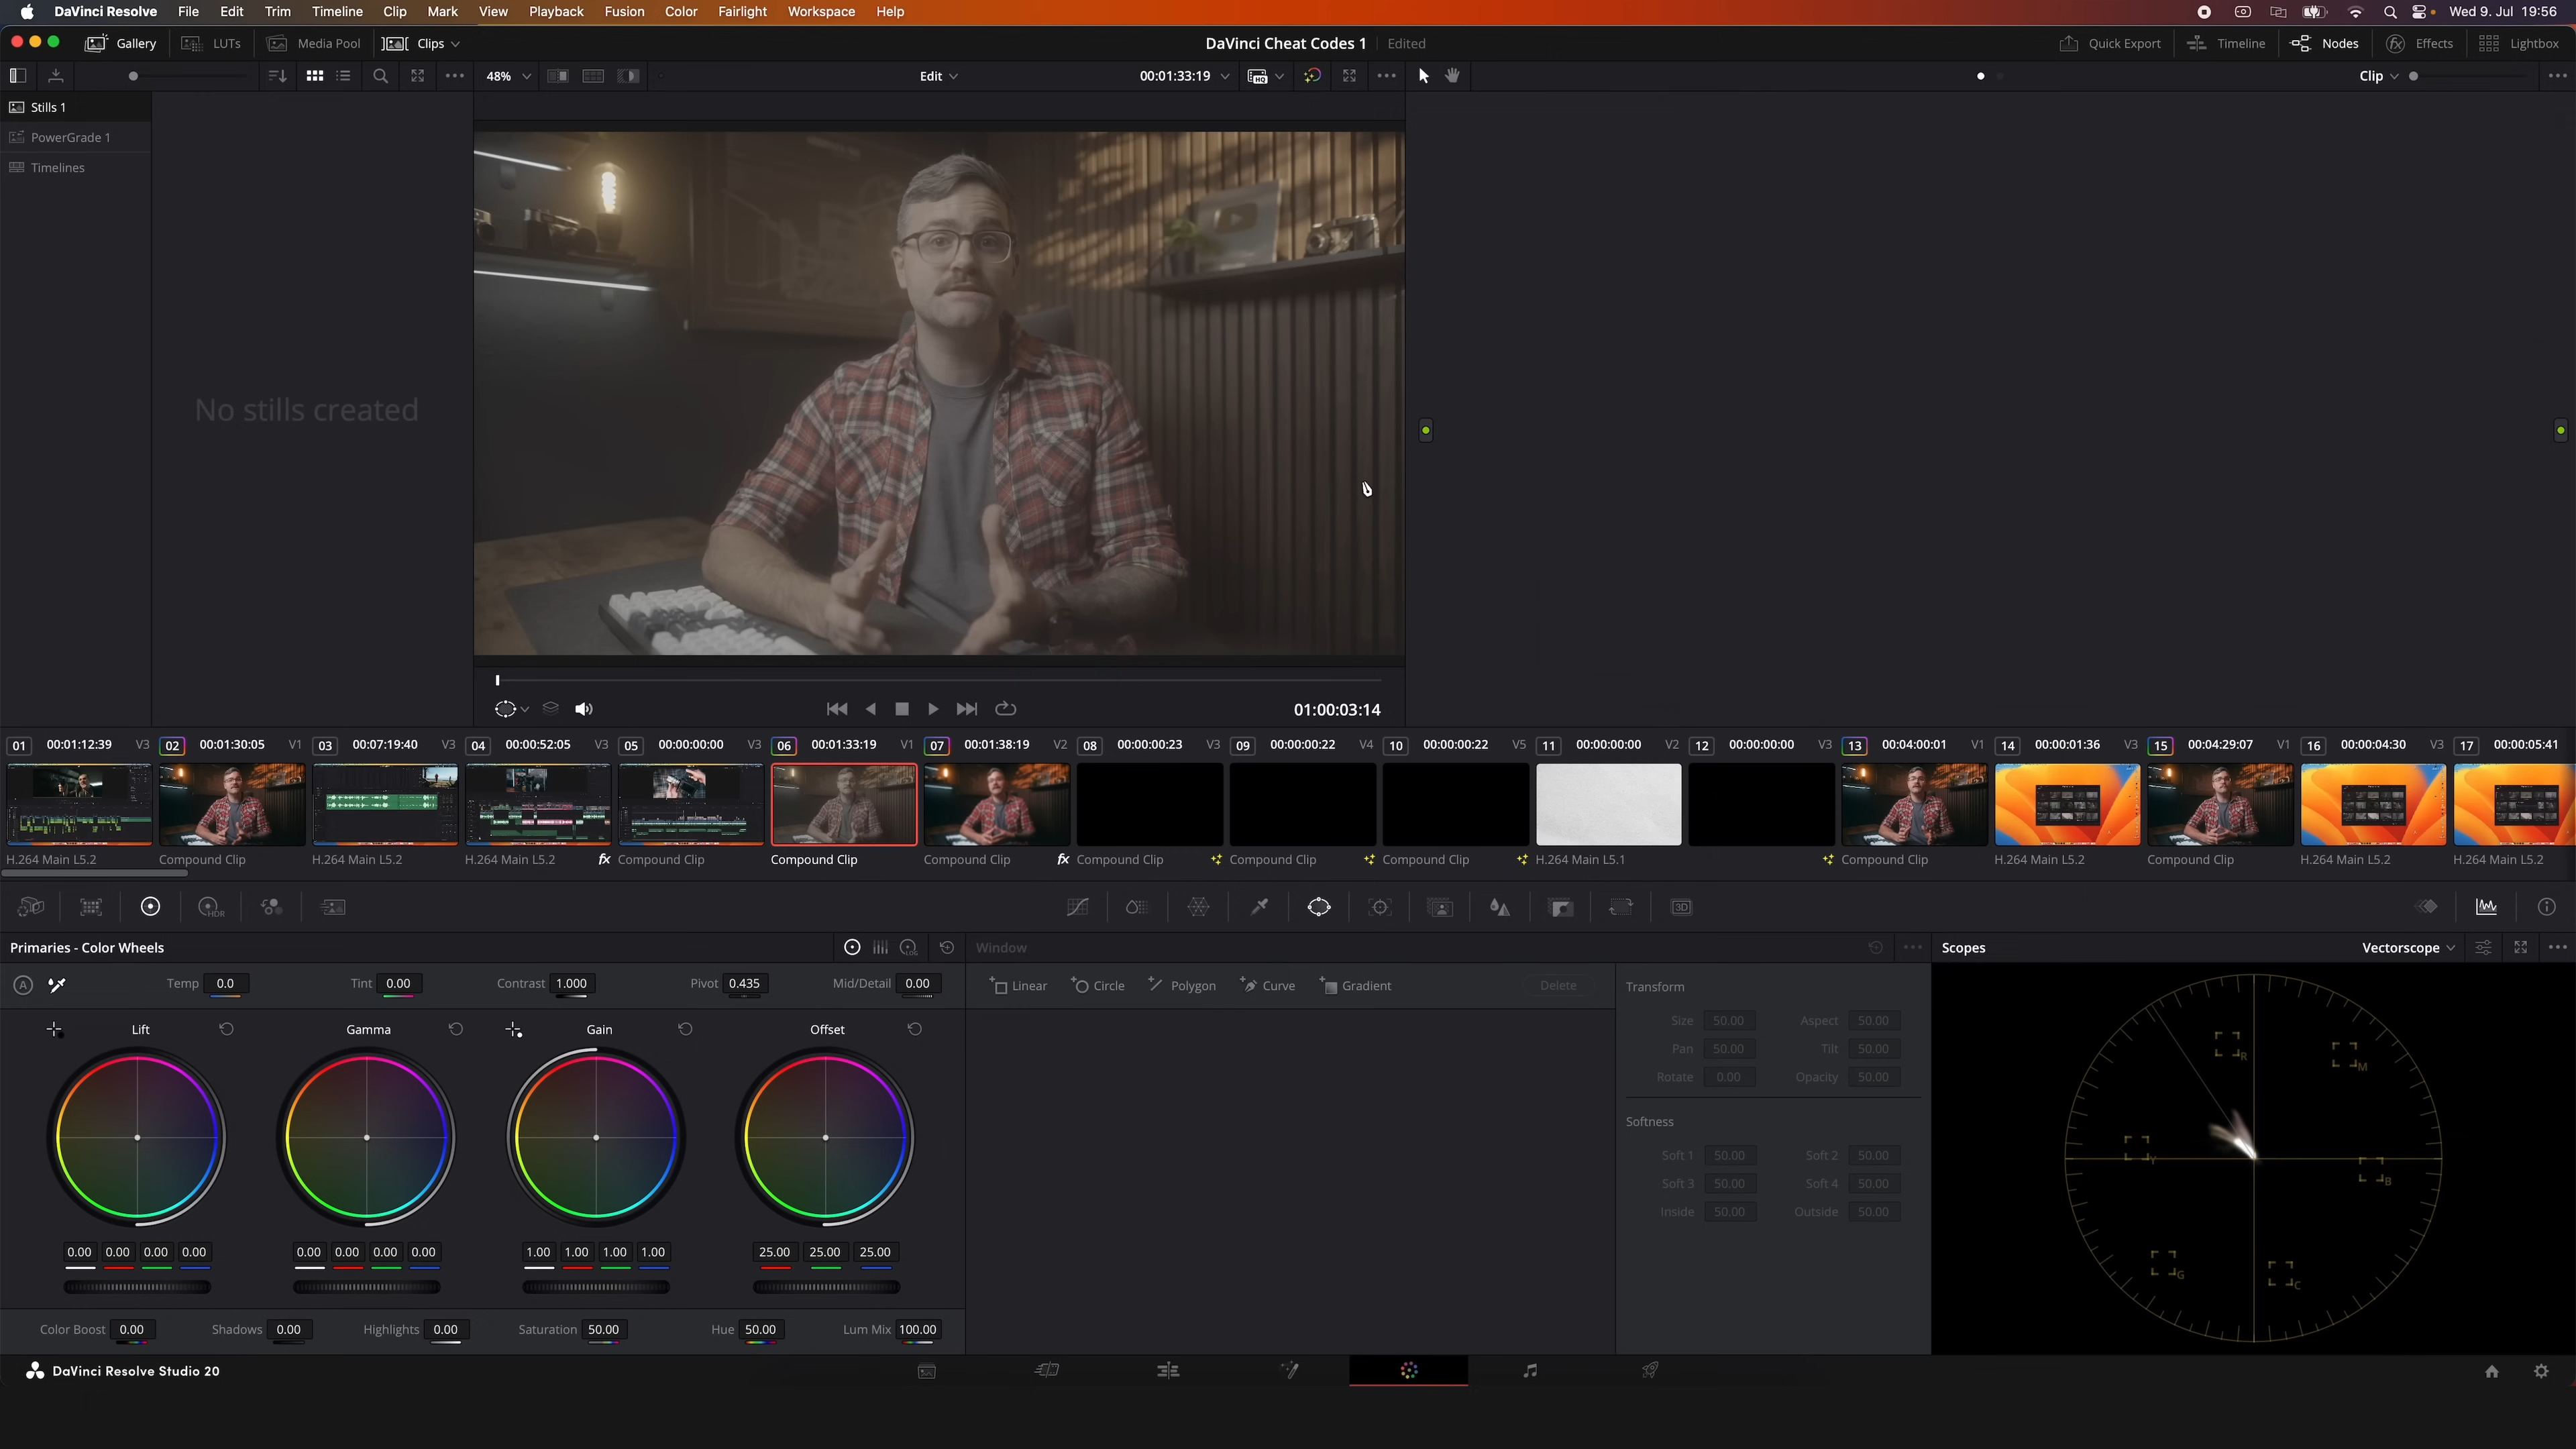 DaVinci Resolve File Edit Trim Timeline Clip Mark View Playback Fusion Color Fairlight Workspace Help Wed 9. Jul 19:56
Gallery LUTs Media Pool Clips DaVinci Cheat Codes 1 Edited Quick Export Timeline Nodes Effects Lightbox
48% Edit 00:01:33:19 HQ Clip
Stills 1
PowerGrade 1
Timelines
No stills created
01:00:03:14
01 00:01:12:39 V3 02 00:01:30:05 V1 03 00:07:19:40 V3 04 00:00:52:05 V3 05 00:00:00:00 V3 06 00:01:33:19 V1 07 00:01:38:19 V2 08 00:00:00:23 V3 09 00:00:00:22 V4 10 00:00:00:22 V5 11 00:00:00:00 V2 12 00:00:00:00 V3 13 00:04:00:01 V1 14 00:00:01:36 V3 15 00:04:29:07 V1 16 00:00:04:30 V3 17 00:00:05:41
H.264 Main L5.2 Compound Clip H.264 Main L5.2 H.264 Main L5.2 fx Compound Clip Compound Clip Compound Clip fx Compound Clip Compound Clip Compound Clip H.264 Main L5.1 Compound Clip H.264 Main L5.2 Compound Clip H.264 Main L5.2 H.264 Main L5.2
HDR 3D
Primaries - Color Wheels LOG Window Scopes Vectorscope
A Temp 0.0 Tint 0.00 Contrast 1.000 Pivot 0.435 Mid/Detail 0.00 Linear Circle Polygon Curve Gradient Delete Transform
Lift Gamma Gain Offset
Size 50.00 Aspect 50.00
Pan 50.00 Tilt 50.00
Rotate 0.00 Opacity 50.00
Softness
Soft 1 50.00 Soft 2 50.00
Soft 3 50.00 Soft 4 50.00
Inside 50.00 Outside 50.00
R
M
Y
B
G
C
0.00 0.00 0.00 0.00 0.00 0.00 0.00 0.00 1.00 1.00 1.00 1.00 25.00 25.00 25.00
Color Boost 0.00 Shadows 0.00 Highlights 0.00 Saturation 50.00 Hue 50.00 Lum Mix 100.00
DaVinci Resolve Studio 20